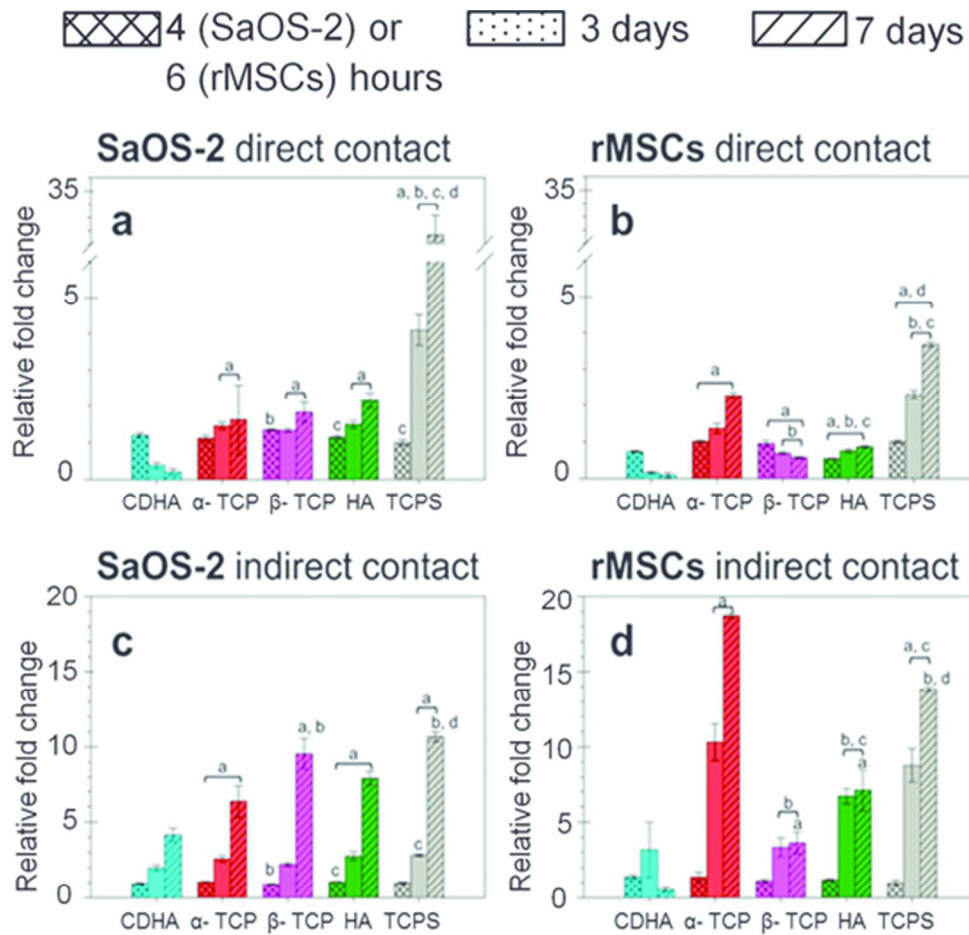 4 (SaOS-2) or
6 (rMSCs) hours
3 days
7 days
SaOS-2 direct contact
Relative fold change
35
5
0
a
a
b
a
c
a
c
a, b, c, d
CDHA α- TCP β- TCP HA TCPS
rMSCs direct contact
Relative fold change
35
5
0
b
a
a
b
a, b, c
a, d
b, c
CDHA α- TCP β- TCP HA TCPS
SaOS-2 indirect contact
Relative fold change
20
15
10
5
0
c
a
b
a, b
c
a
c
a
b, d
CDHA α- TCP β- TCP HA TCPS
rMSCs indirect contact
Relative fold change
20
15
10
5
0
d
a
b
a
b, c
a
a, c
b, d
CDHA α- TCP β- TCP HA TCPS